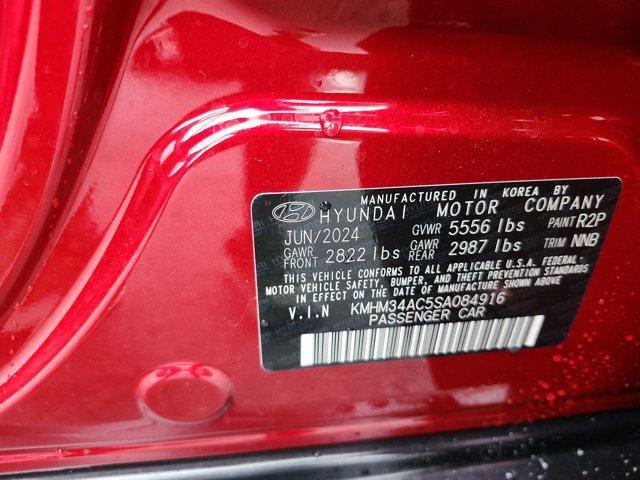 MANUFACTURED IN KOREA BY
HYUNDAI MOTOR COMPANY
JUN/2024 GVWR 5556 lbs PAINT R2P
GAWR FRONT 2822 lbs GAWR REAR 2987 lbs TRIM NNB
THIS VEHICLE CONFORMS TO ALL APPLICABLE U.S.A. FEDERAL
MOTOR VEHICLE SAFETY, BUMPER, AND THEFT PREVENTION STANDARDS
IN EFFECT ON THE DATE OF MANUFACTURE SHOWN ABOVE
V.I.N KMHM34AC5SA084916
PASSENGER CAR